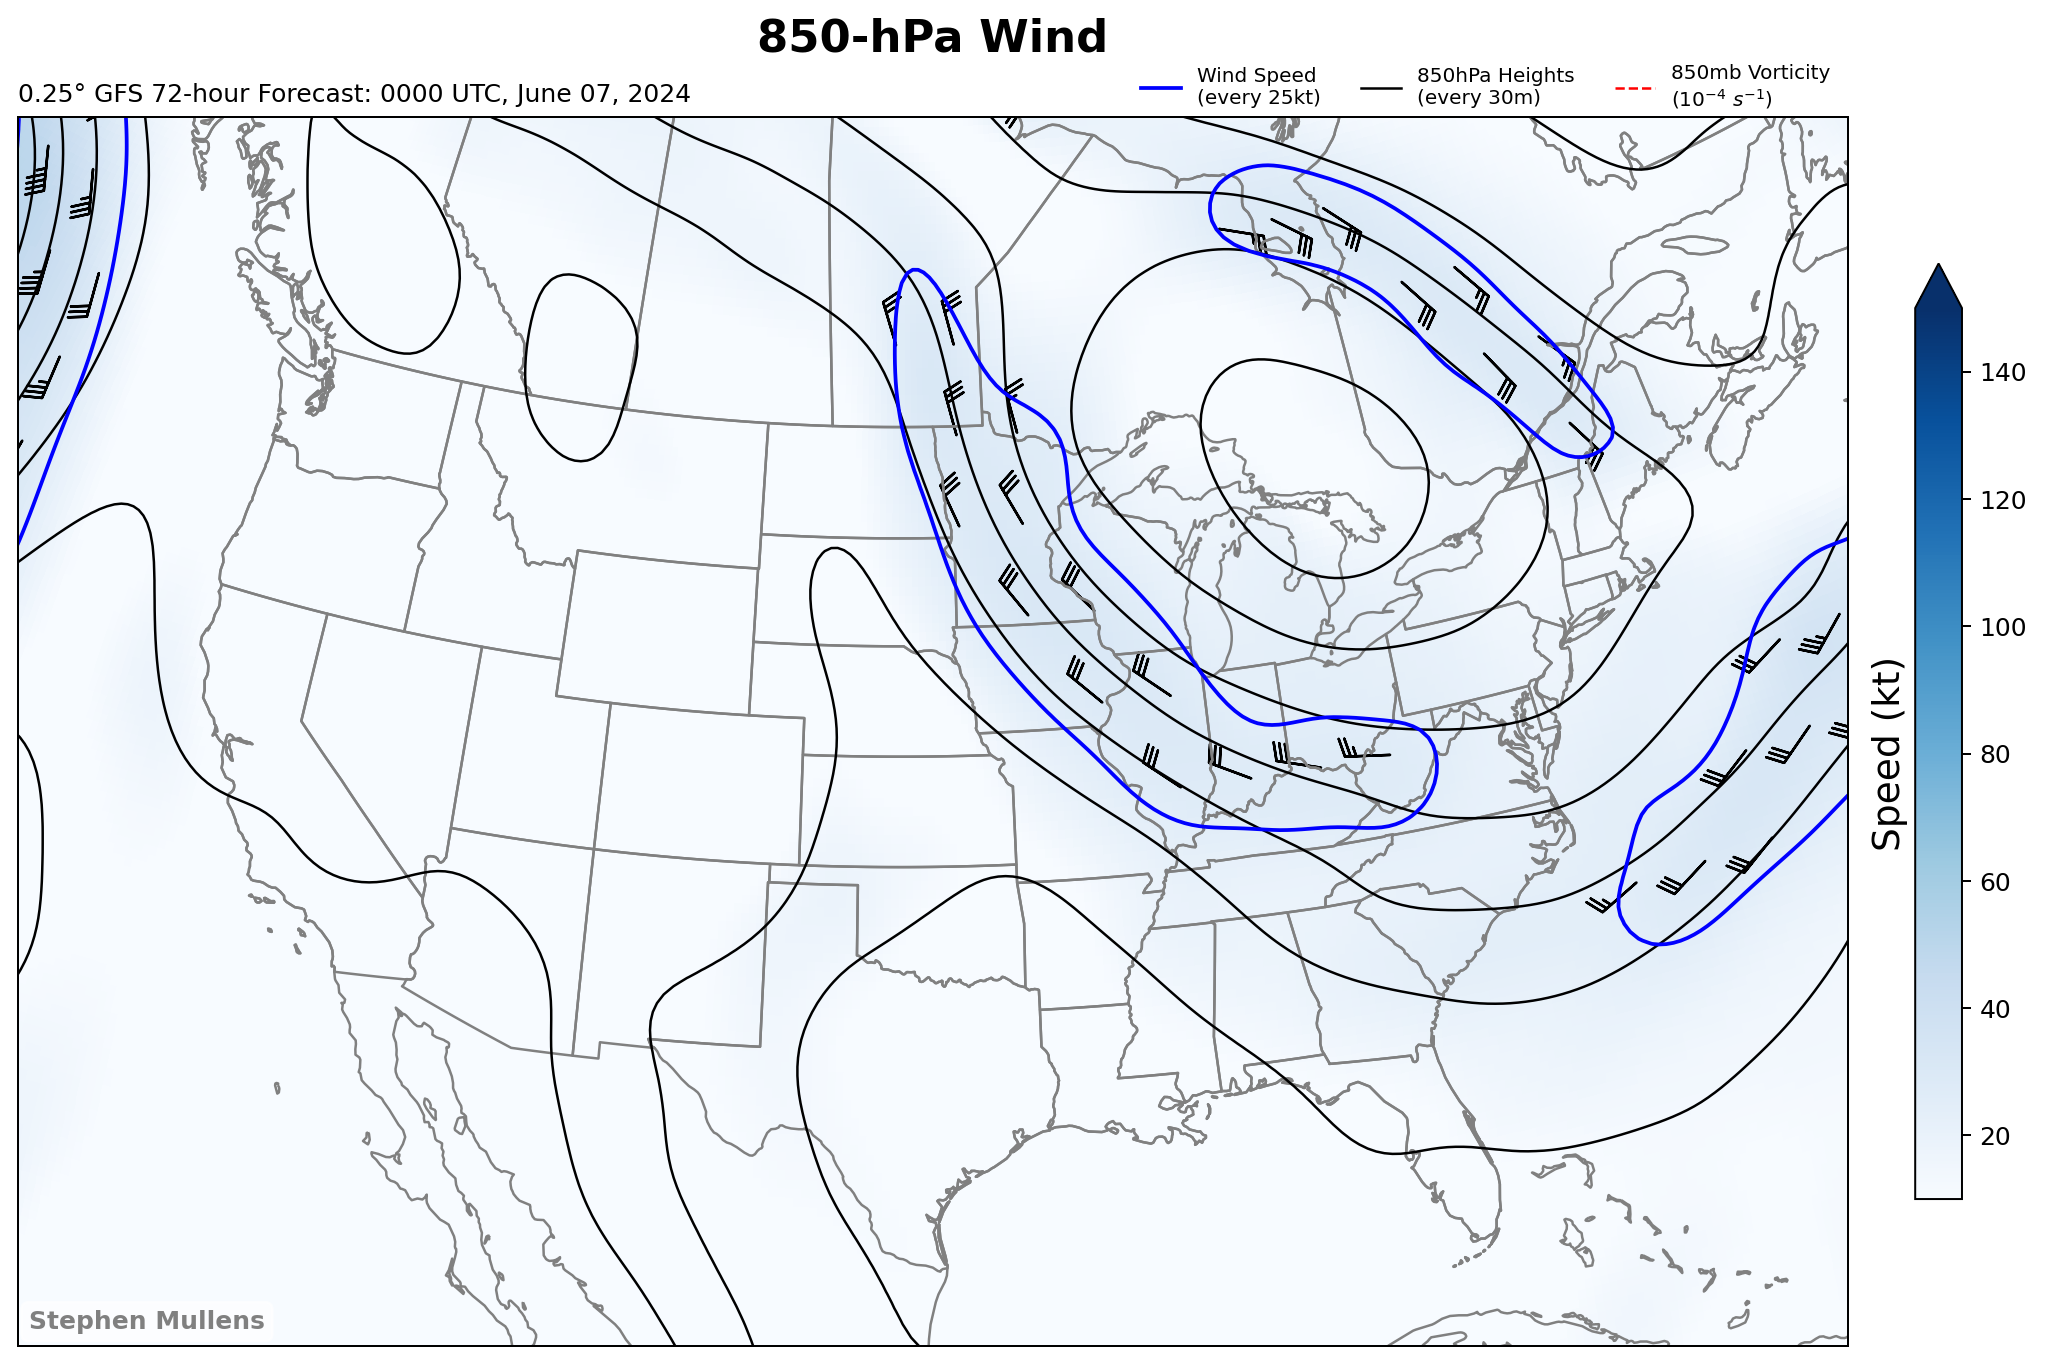 850-hPa Wind
0.25° GFS 72-hour Forecast: 0000 UTC, June 07, 2024
Wind Speed
(every 25kt)
850hPa Heights
(every 30m)
850mb Vorticity
(10⁻⁴ s⁻¹)
140
120
100
80
60
40
20
Speed (kt)
Stephen Mullens